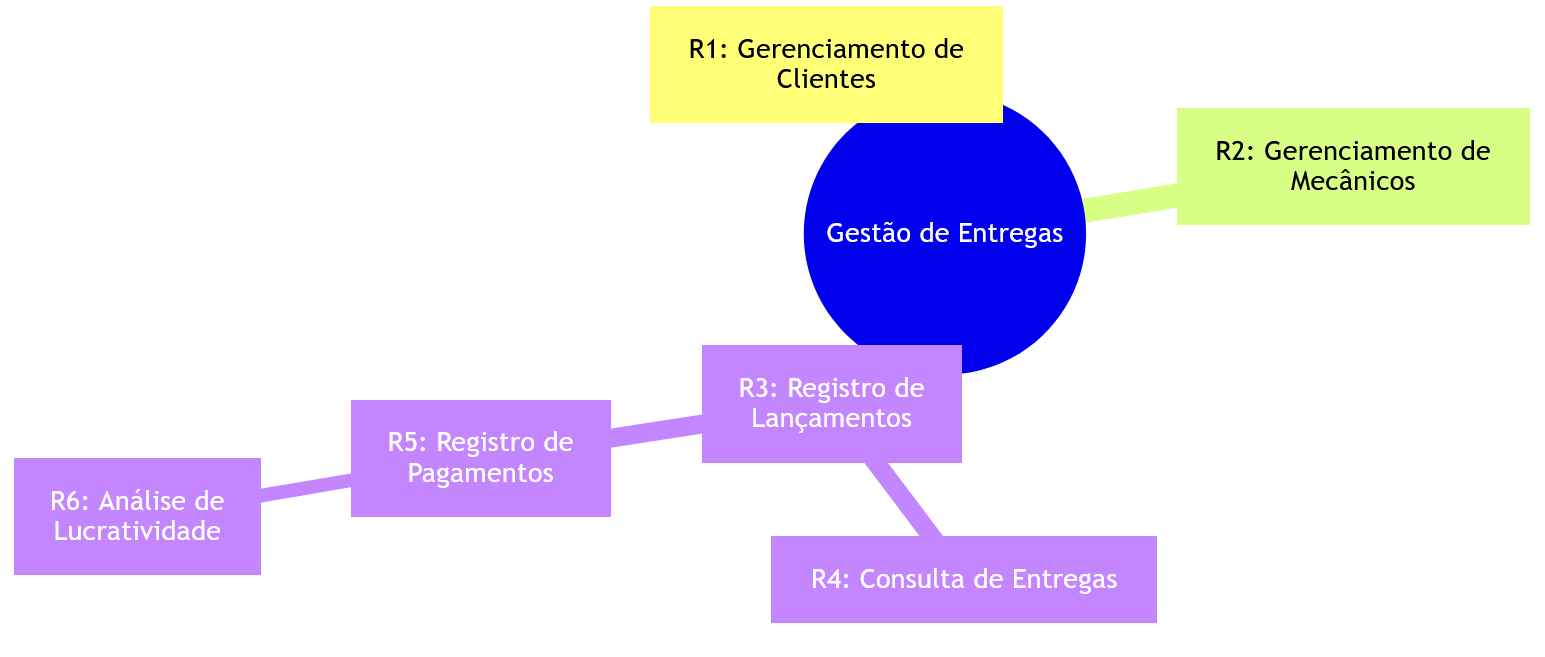 R1: Gerenciamento de
Clientes
R2: Gerenciamento de
Mecânicos
Gestão de Entregas
R3: Registro de
Lançamentos
R5: Registro de
Pagamentos
R6: Análise de
Lucratividade
R4: Consulta de Entregas